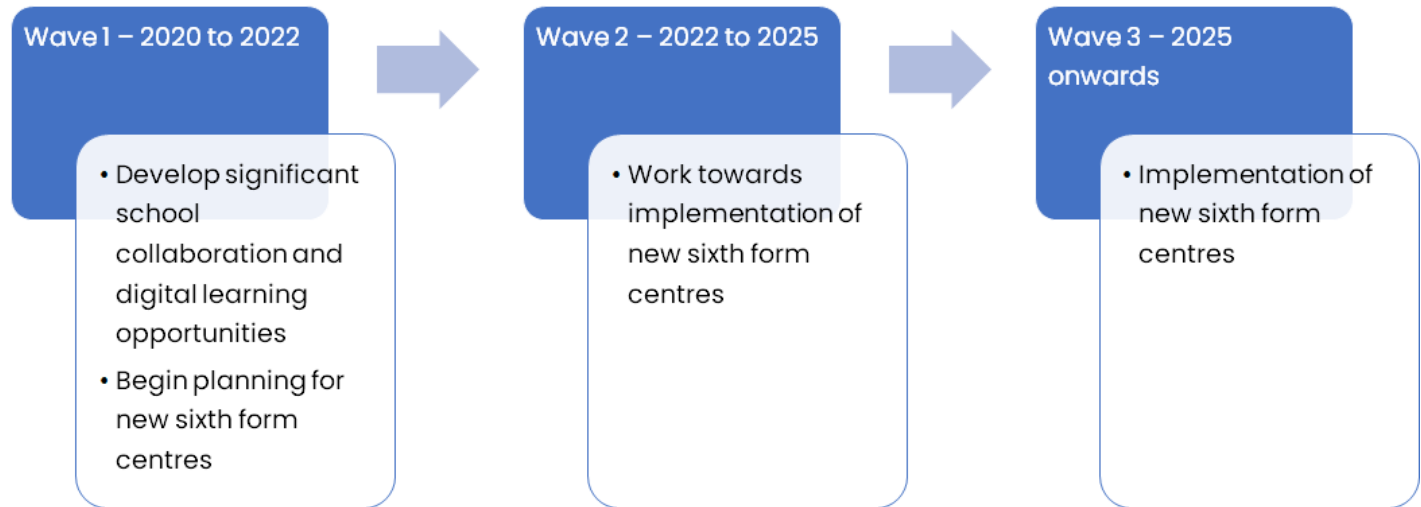 Wave 1 – 2020 to 2022
• Develop significant
school
collaboration and
digital learning
opportunities
• Begin planning for
new sixth form
centres
Wave 2 – 2022 to 2025
• Work towards
implementation of
new sixth form
centres
Wave 3 – 2025
onwards
• Implementation of
new sixth form
centres